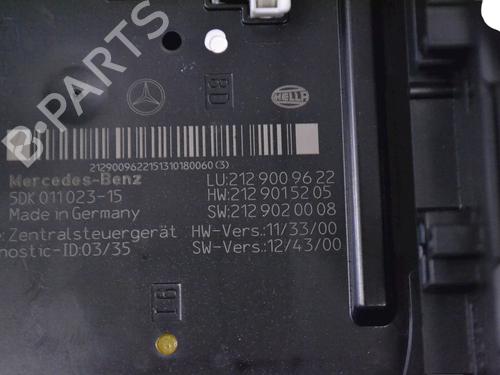 B-PARTS
BD
HELLA
2129009622151310180060(3)
Mercedes-Benz LU:212 900 96 22
5DK 011 023-15 HW:212 901 52 05
Made in Germany SW:212 902 00 08
: Zentralsteuergerät HW-Vers.:11/33/00
nostic-ID:03/35 SW-Vers.:12/43/00